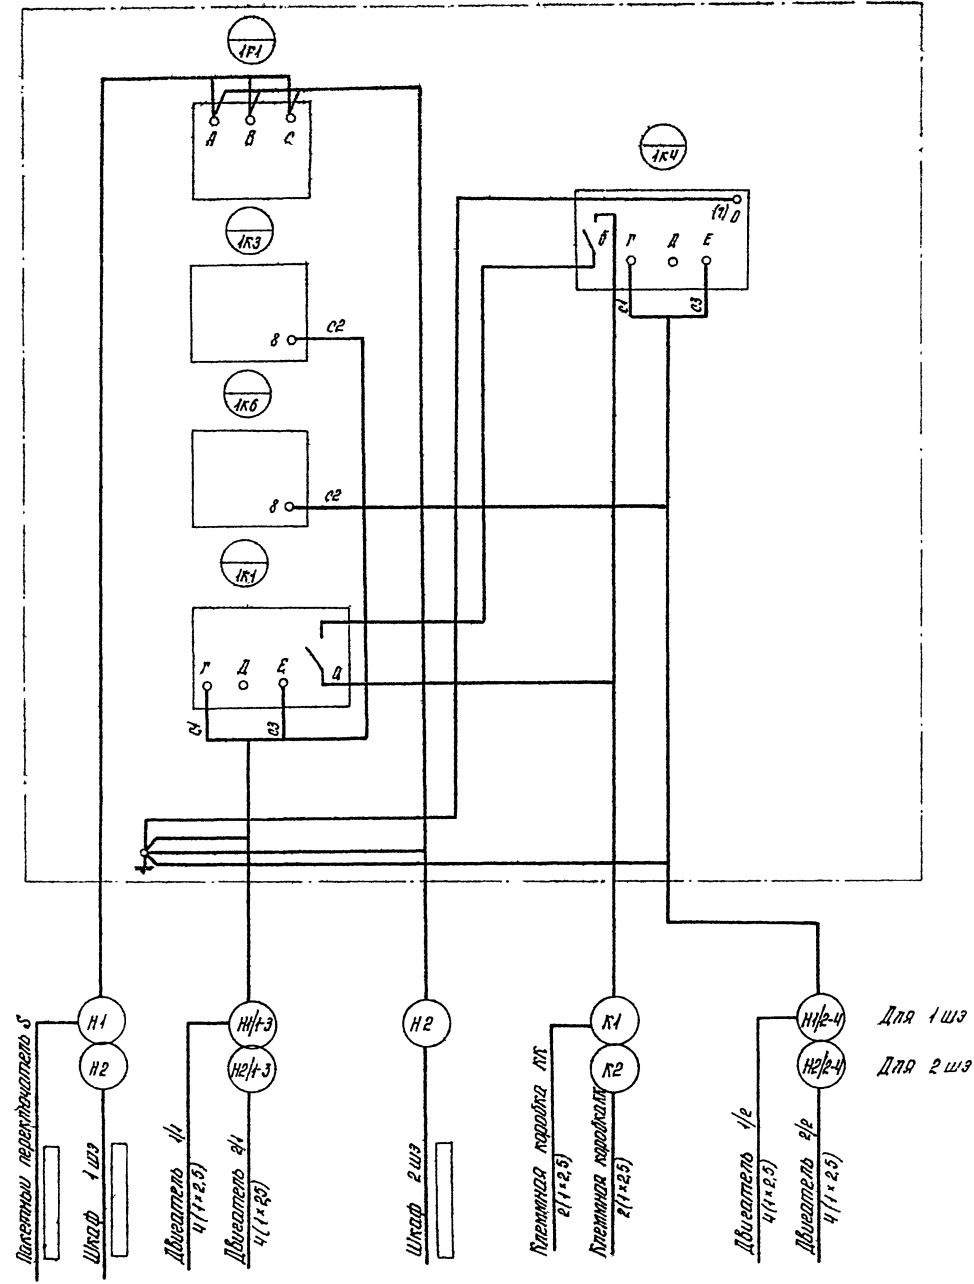 1F1
А В С
1К4
(Ч) 0
б Г Д Е
С1 С3
1К3
8 С2
1К6
8 С2
1К1
Г Д Е а
С1 С3
Н1
Н2
Н1/1-3
Н2/1-3
Н2
К1
К2
Н1/2-4
Н2/2-4
Для 1 шэ
Для 2 шэ
Пакетный переключатель S
Шкаф 1 шэ
Двигатель 1/1
4(1×2,5)
Двигатель 2/1
4(1×2,5)
Шкаф 2 шэ
Клеммная коробка КК
2(1×2,5)
Клеммная коробка КК
2(1×2,5)
Двигатель 1/2
4(1×2,5)
Двигатель 2/2
4(1×2,5)